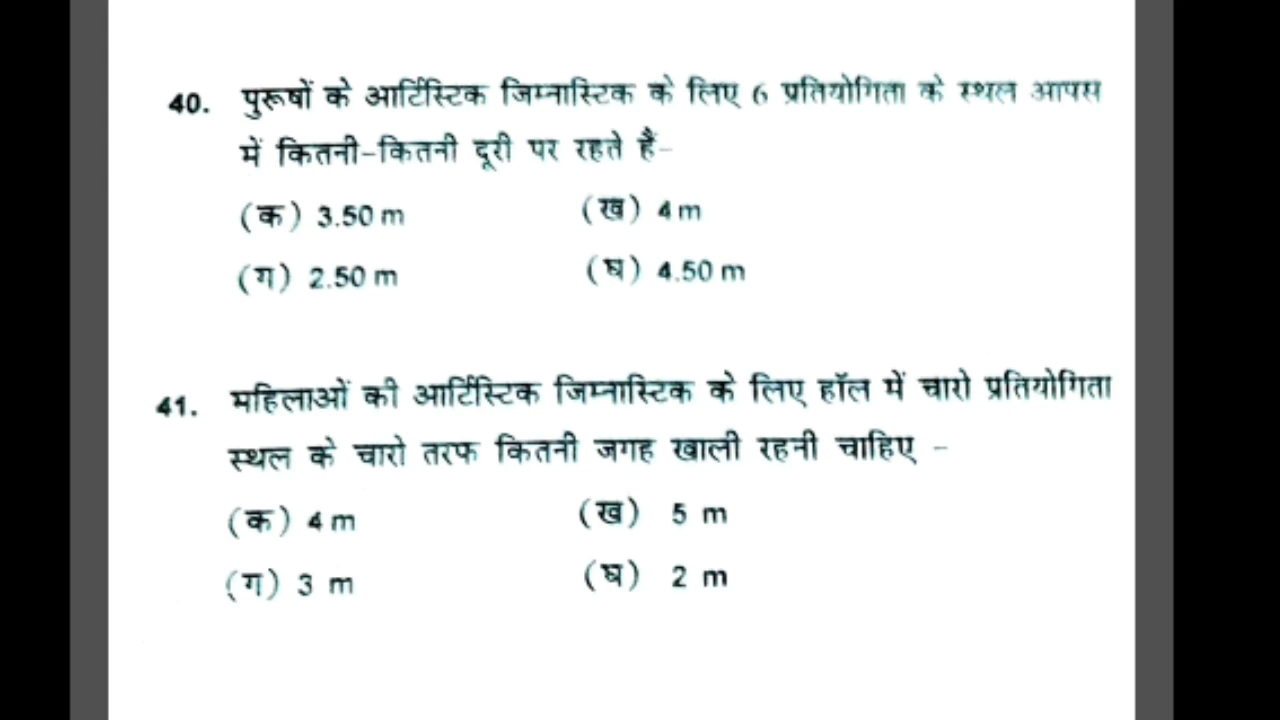 40. पुरूषों के आर्टिस्टिक जिम्नास्टिक के लिए 6 प्रतियोगिता के स्थल आपस
में कितनी-कितनी दूरी पर रहते हैं-
(क) 3.50 m (ख) 4 m
(ग) 2.50 m (घ) 4.50 m
41. महिलाओं की आर्टिस्टिक जिम्नास्टिक के लिए हॉल में चारो प्रतियोगिता
स्थल के चारो तरफ कितनी जगह खाली रहनी चाहिए -
(क) 4 m (ख) 5 m
(ग) 3 m (घ) 2 m